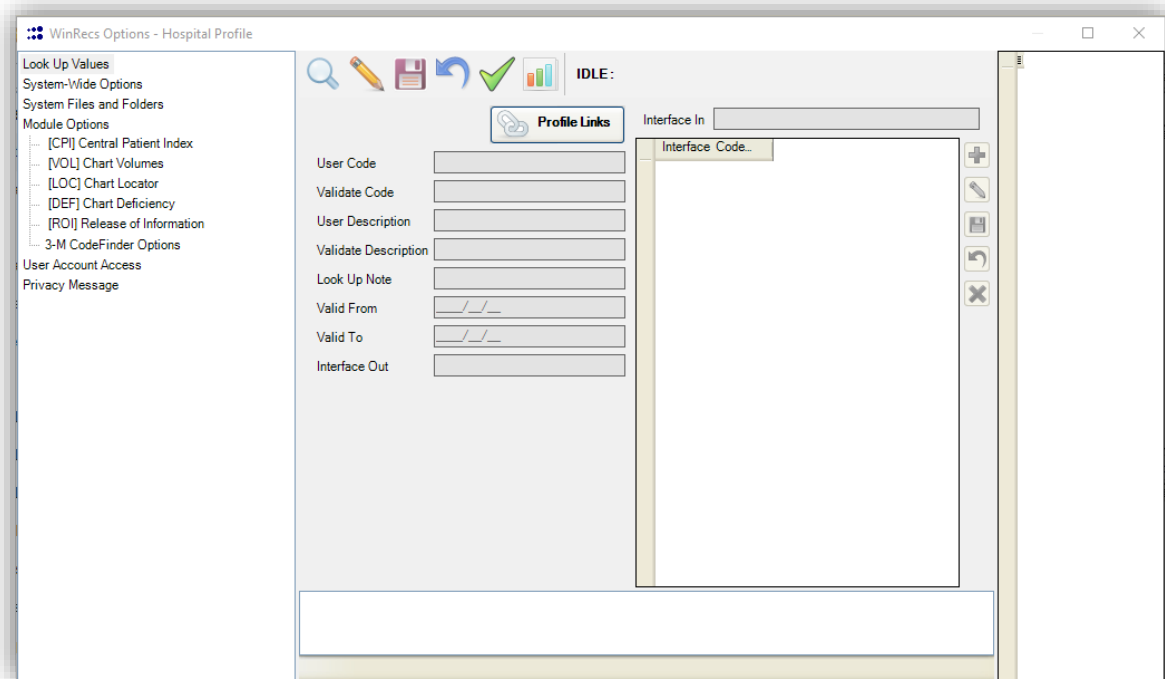 WinRecs Options - Hospital Profile
Look Up Values
System-Wide Options
System Files and Folders
Module Options
[CPI] Central Patient Index
[VOL] Chart Volumes
[LOC] Chart Locator
[DEF] Chart Deficiency
[ROI] Release of Information
3-M CodeFinder Options
User Account Access
Privacy Message
IDLE:
Profile Links
User Code
Validate Code
User Description
Validate Description
Look Up Note
Valid From ____/__/__
Valid To ____/__/__
Interface Out
Interface In
Interface Code...